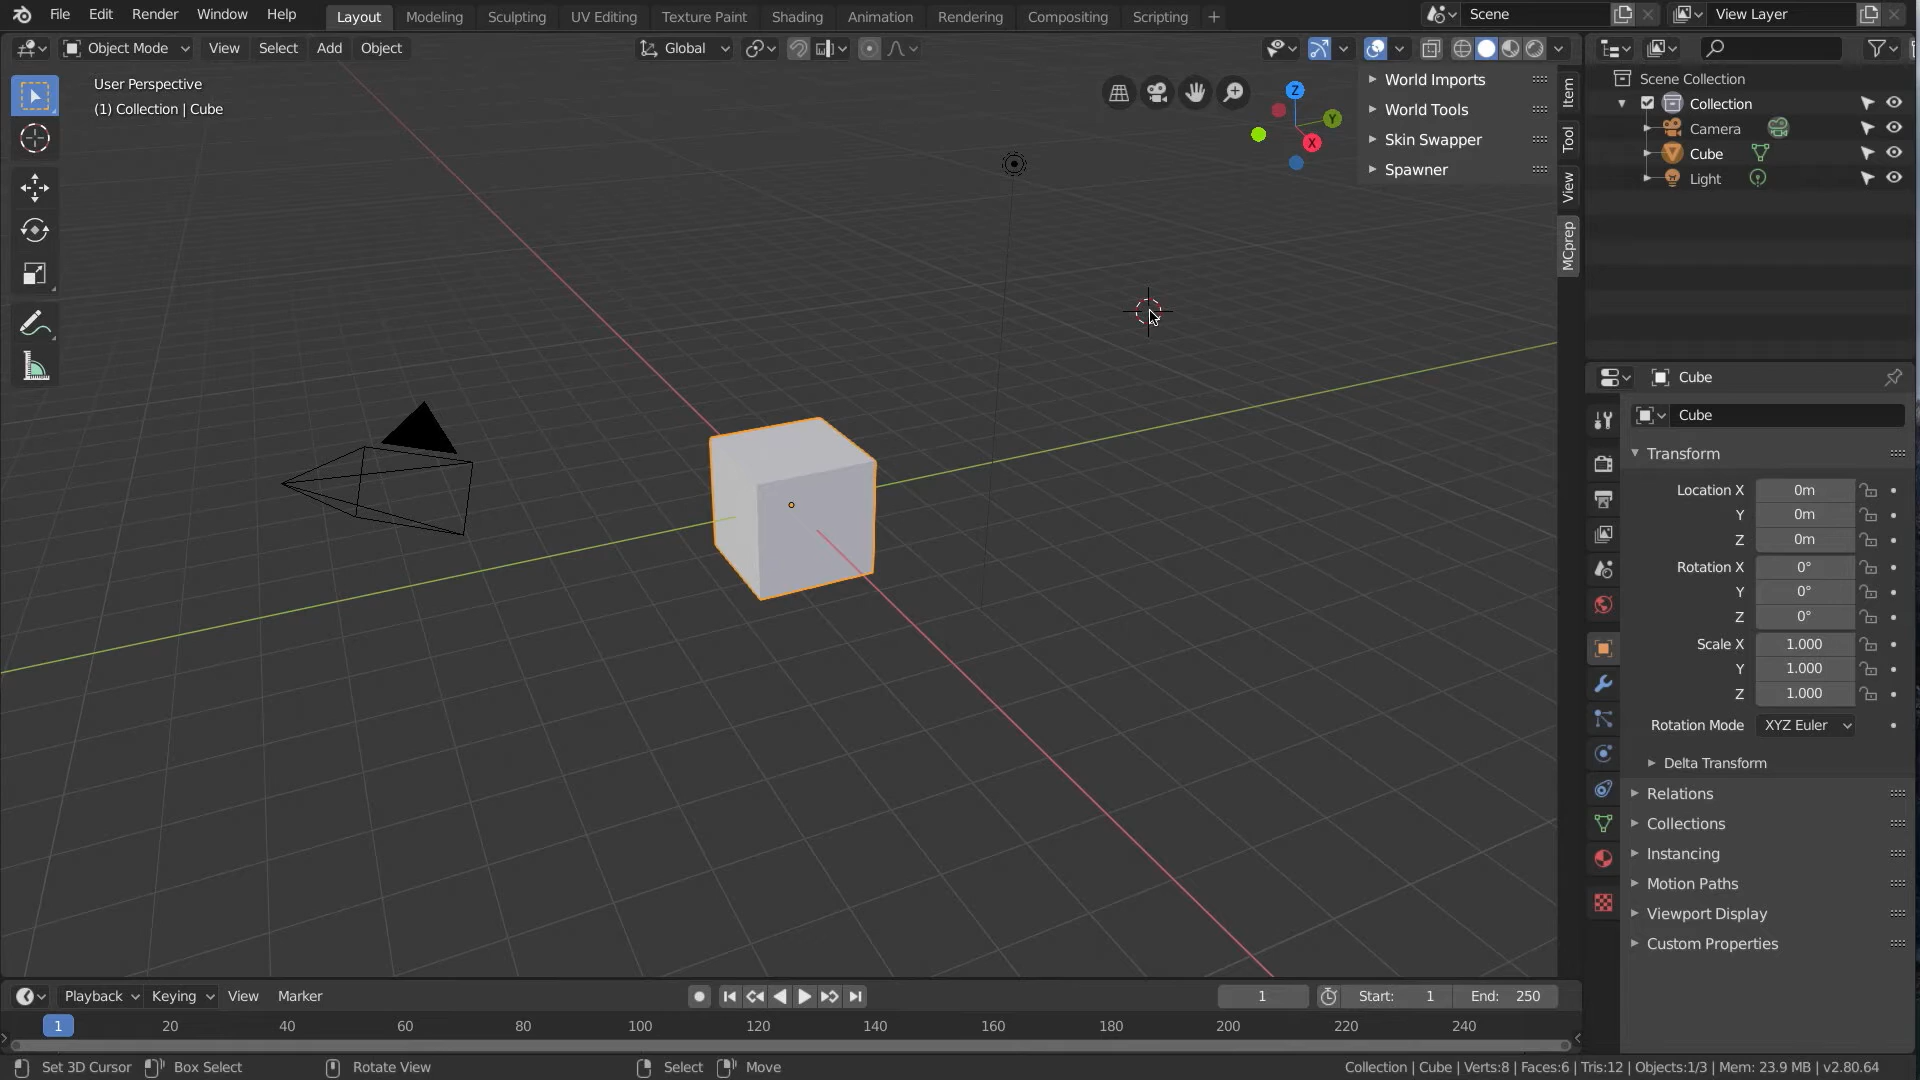 File Edit Render Window Help Layout Modeling Sculpting UV Editing Texture Paint Shading Animation Rendering Compositing Scripting + Scene View Layer
Object Mode View Select Add Object Global
User Perspective
(1) Collection | Cube
Z
Y
X
World Imports
World Tools
Skin Swapper
Spawner
Item
Tool
View
MCprep
Scene Collection
Collection
Camera
Cube
Light
Cube
Cube
Transform
Location X 0m
Y 0m
Z 0m
Rotation X 0°
Y 0°
Z 0°
Scale X 1.000
Y 1.000
Z 1.000
Rotation Mode XYZ Euler
Delta Transform
Relations
Collections
Instancing
Motion Paths
Viewport Display
Custom Properties
Playback Keying View Marker 1 Start: 1 End: 250
1 20 40 60 80 100 120 140 160 180 200 220 240
Set 3D Cursor Box Select Rotate View Select Move Collection | Cube | Verts:8 | Faces:6 | Tris:12 | Objects:1/3 | Mem: 23.9 MB | v2.80.64